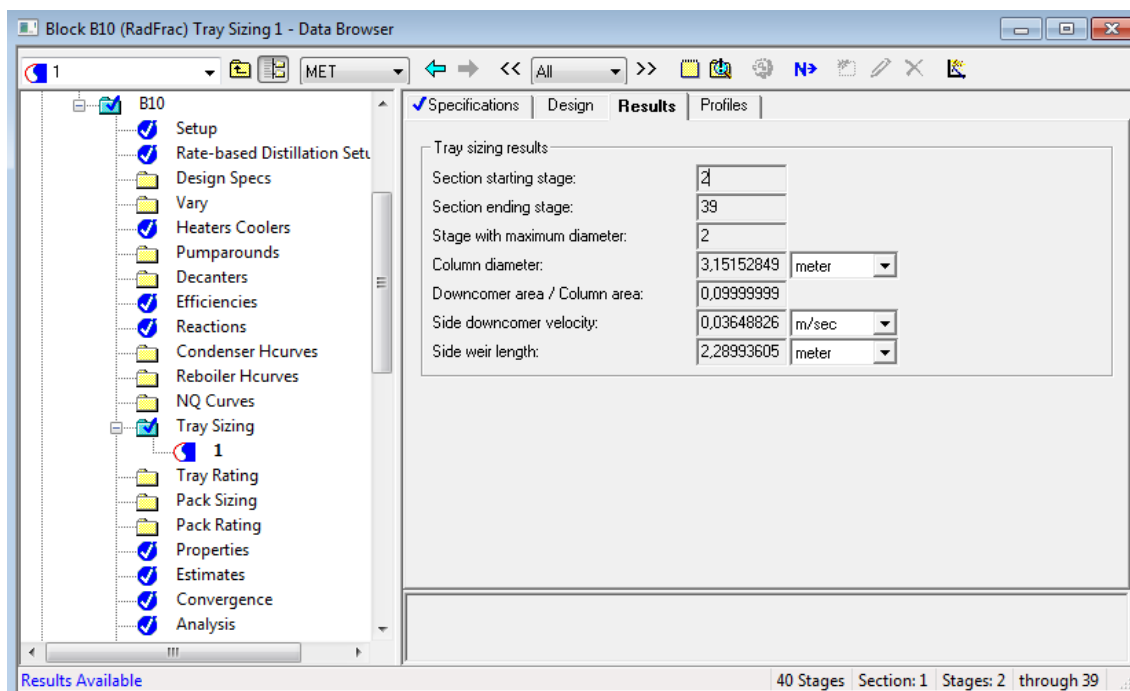 Block B10 (RadFrac) Tray Sizing 1 - Data Browser
1 MET << All >> N->
B10
Setup
Rate-based Distillation Setu
Design Specs
Vary
Heaters Coolers
Pumparounds
Decanters
Efficiencies
Reactions
Condenser Hcurves
Reboiler Hcurves
NQ Curves
Tray Sizing
1
Tray Rating
Pack Sizing
Pack Rating
Properties
Estimates
Convergence
Analysis
Specifications Design Results Profiles
Tray sizing results
Section starting stage: 2
Section ending stage: 39
Stage with maximum diameter: 2
Column diameter: 3,15152849 meter
Downcomer area / Column area: 0,09999999
Side downcomer velocity: 0,03648826 m/sec
Side weir length: 2,28993605 meter
Results Available 40 Stages Section: 1 Stages: 2 through 39